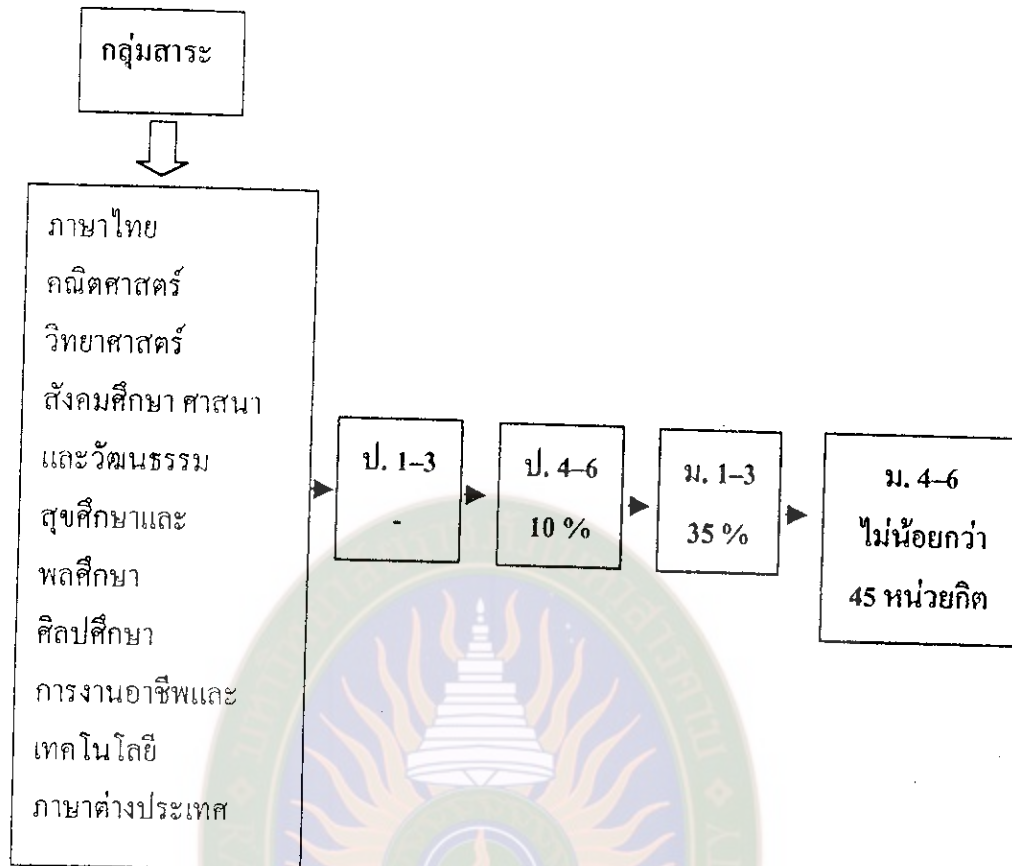 กลุ่มสาระ
ภาษาไทย
คณิตศาสตร์
วิทยาศาสตร์
สังคมศึกษา ศาสนา
และวัฒนธรรม
สุขศึกษาและ
พลศึกษา
ศิลปศึกษา
การงานอาชีพและ
เทคโนโลยี
ภาษาต่างประเทศ
ป. 1–3
-
ป. 4–6
10 %
ม. 1–3
35 %
ม. 4–6
ไม่น้อยกว่า
45 หน่วยกิต